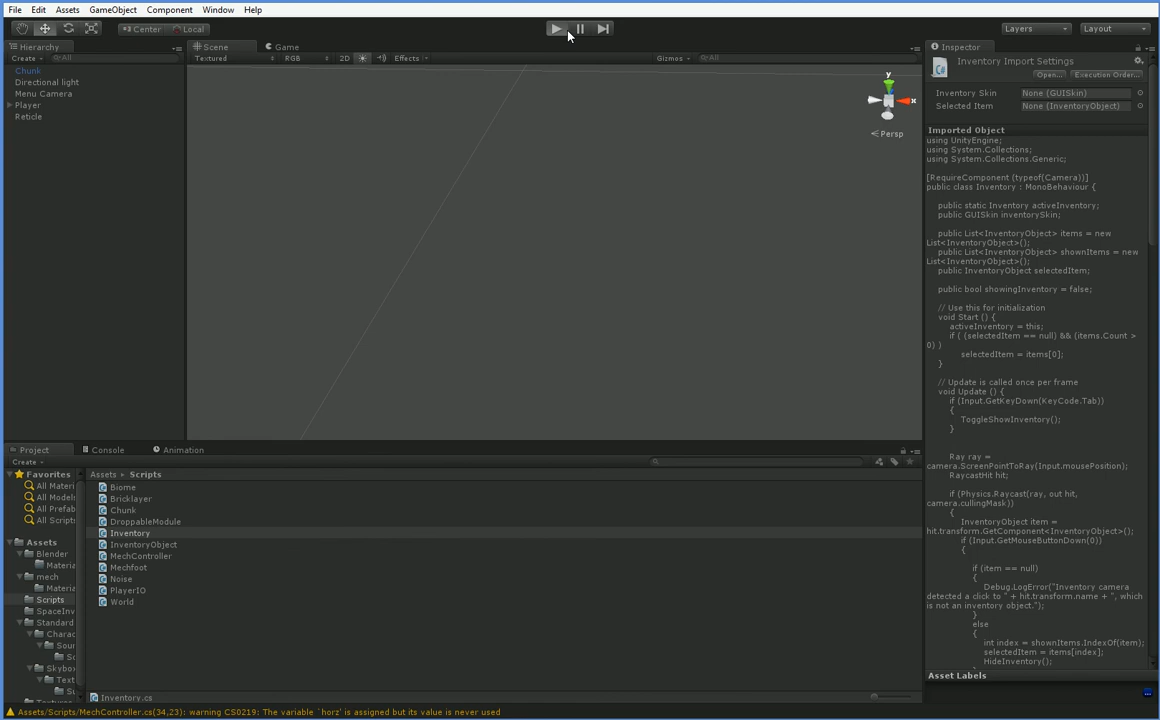 File Edit Assets GameObject Component Window Help
Center Local Layers Layout
Hierarchy Scene Game Inspector
Create All Textured RGB 2D Effects Gizmos All
Inventory Import Settings
Open... Execution Order...
Chunk
Directional light
Menu Camera
Player
Reticle
y
x
Persp
Inventory Skin None (GUISkin)
Selected Item None (InventoryObject)
Imported Object
using UnityEngine;
using System.Collections;
using System.Collections.Generic;
[RequireComponent (typeof(Camera))]
public class Inventory : MonoBehaviour {
public static Inventory activeInventory;
public GUISkin inventorySkin;
public List<InventoryObject> items = new
List<InventoryObject>();
public List<InventoryObject> shownItems = new
List<InventoryObject>();
public InventoryObject selectedItem;
public bool showingInventory = false;
// Use this for initialization
void Start () {
activeInventory = this;
if ( (selectedItem == null) && (items.Count >
0) )
selectedItem = items[0];
}
// Update is called once per frame
void Update () {
if (Input.GetKeyDown(KeyCode.Tab))
{
ToggleShowInventory();
}
Ray ray =
camera.ScreenPointToRay(Input.mousePosition);
RaycastHit hit;
if (Physics.Raycast(ray, out hit,
camera.cullingMask))
{
InventoryObject item =
hit.transform.GetComponent<InventoryObject>();
if (Input.GetMouseButtonDown(0))
{
if (item == null)
{
Debug.LogError("Inventory camera
detected a click to " + hit.transform.name + ", which
is not an inventory object.");
}
else
{
int index = shownItems.IndexOf(item);
selectedItem = items[index];
HideInventory();
Asset Labels
Project Console Animation
Create
Favorites
All Materi
All Model
All Prefab
All Script
Assets
Blender
Materia
mech
Materia
Scripts
SpaceInv
Standard
Charac
Sour
Sc
Skybox
Text
Su
Assets Scripts
Biome
Bricklayer
Chunk
DroppableModule
Inventory
InventoryObject
MechController
Mechfoot
Noise
PlayerIO
World
Inventory.cs
Assets/Scripts/MechController.cs(34,23): warning CS0219: The variable `horz' is assigned but its value is never used